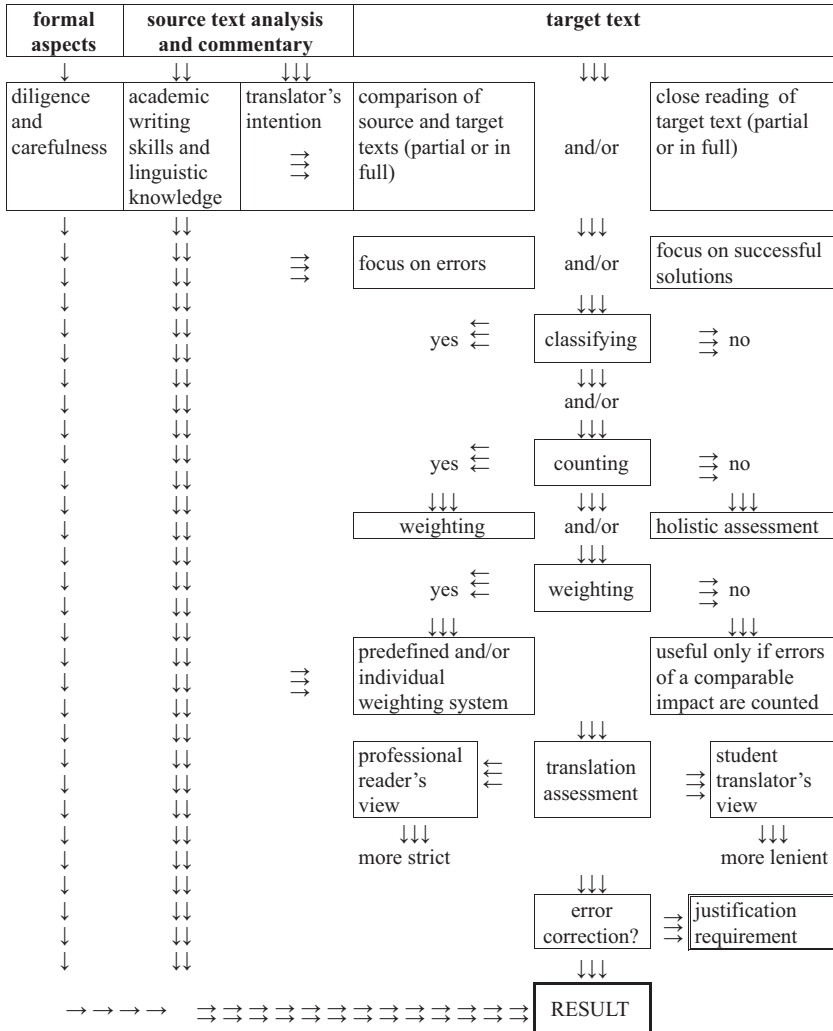 formal aspects
source text analysis and commentary
target text
diligence and carefulness
academic writing skills and linguistic knowledge
translator's intention
comparison of source and target texts (partial or in full)
and/or
close reading of target text (partial or in full)
focus on errors
and/or
focus on successful solutions
yes
classifying
no
and/or
yes
counting
no
weighting
and/or
holistic assessment
yes
weighting
no
predefined and/or individual weighting system
useful only if errors of a comparable impact are counted
professional reader's view
translation assessment
student translator's view
more strict
more lenient
error correction?
justification requirement
RESULT